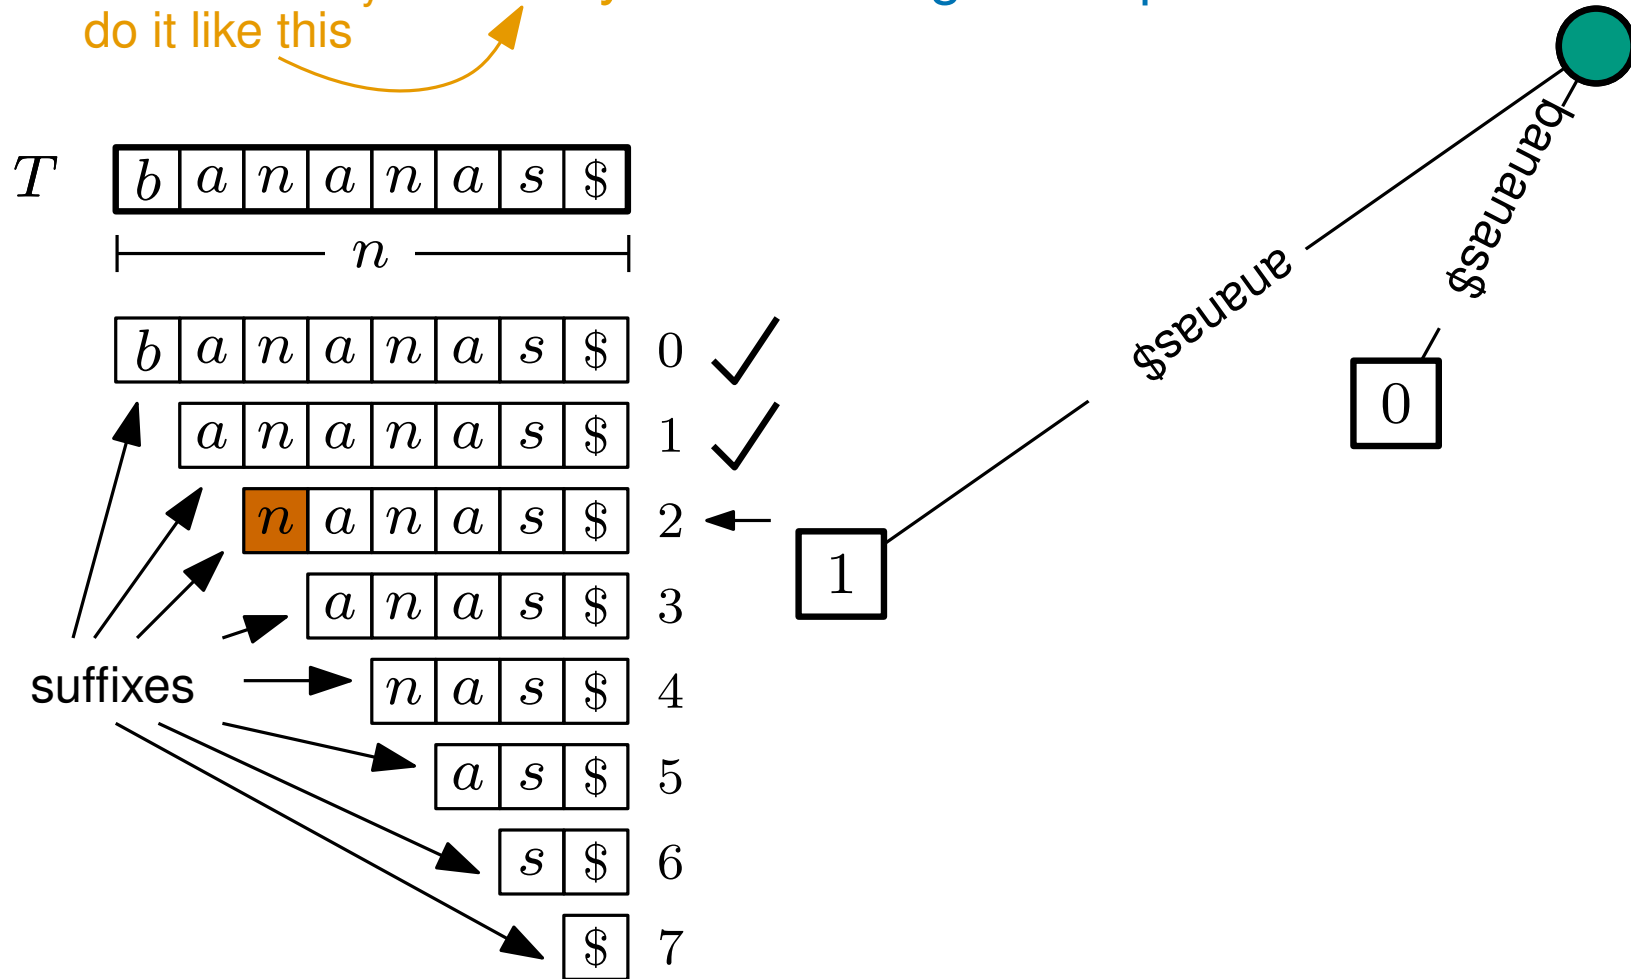 do it like this
T b a n a n a s $
n
b a n a n a s $ 0
a n a n a s $ 1
n a n a s $ 2
a n a s $ 3
n a s $ 4
a s $ 5
s $ 6
$ 7
suffixes
bananas$
ananas$
0
1